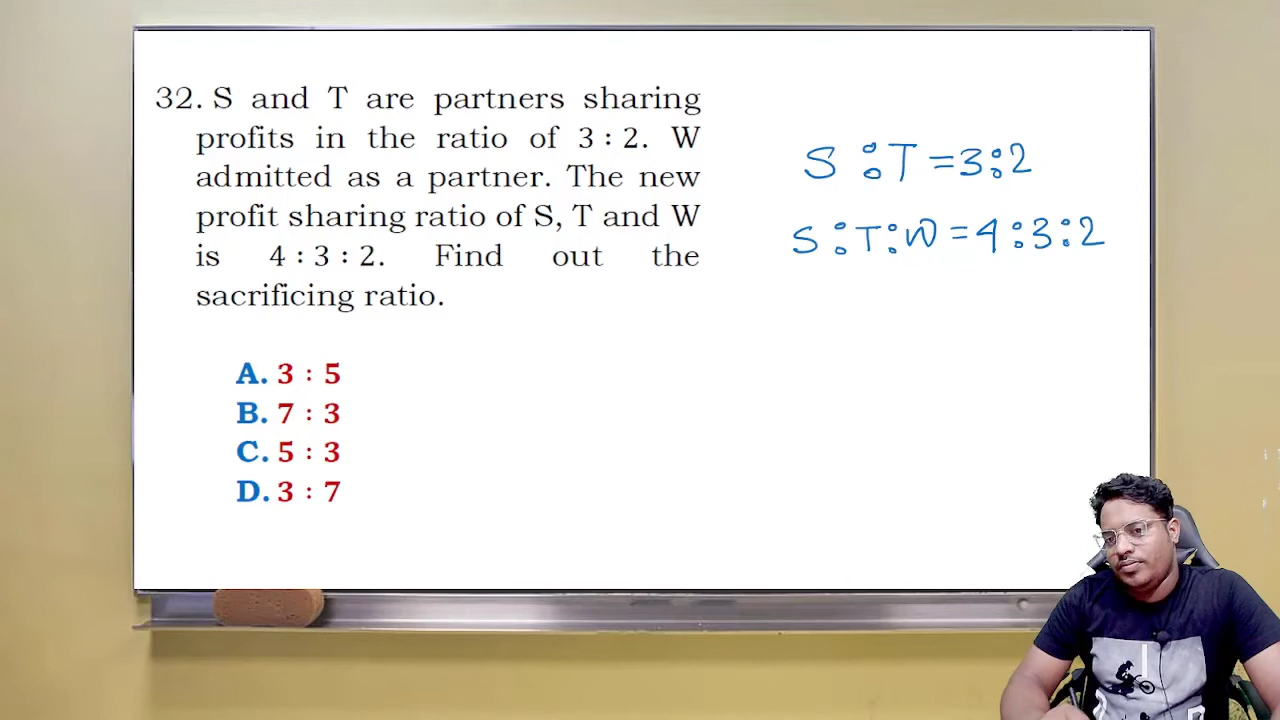 32. S and T are partners sharing
profits in the ratio of 3 : 2. W
admitted as a partner. The new
profit sharing ratio of S, T and W
is 4 : 3 : 2. Find out the
sacrificing ratio.
A. 3 : 5
B. 7 : 3
C. 5 : 3
D. 3 : 7
S : T = 3 : 2
S : T : W = 4 : 3 : 2